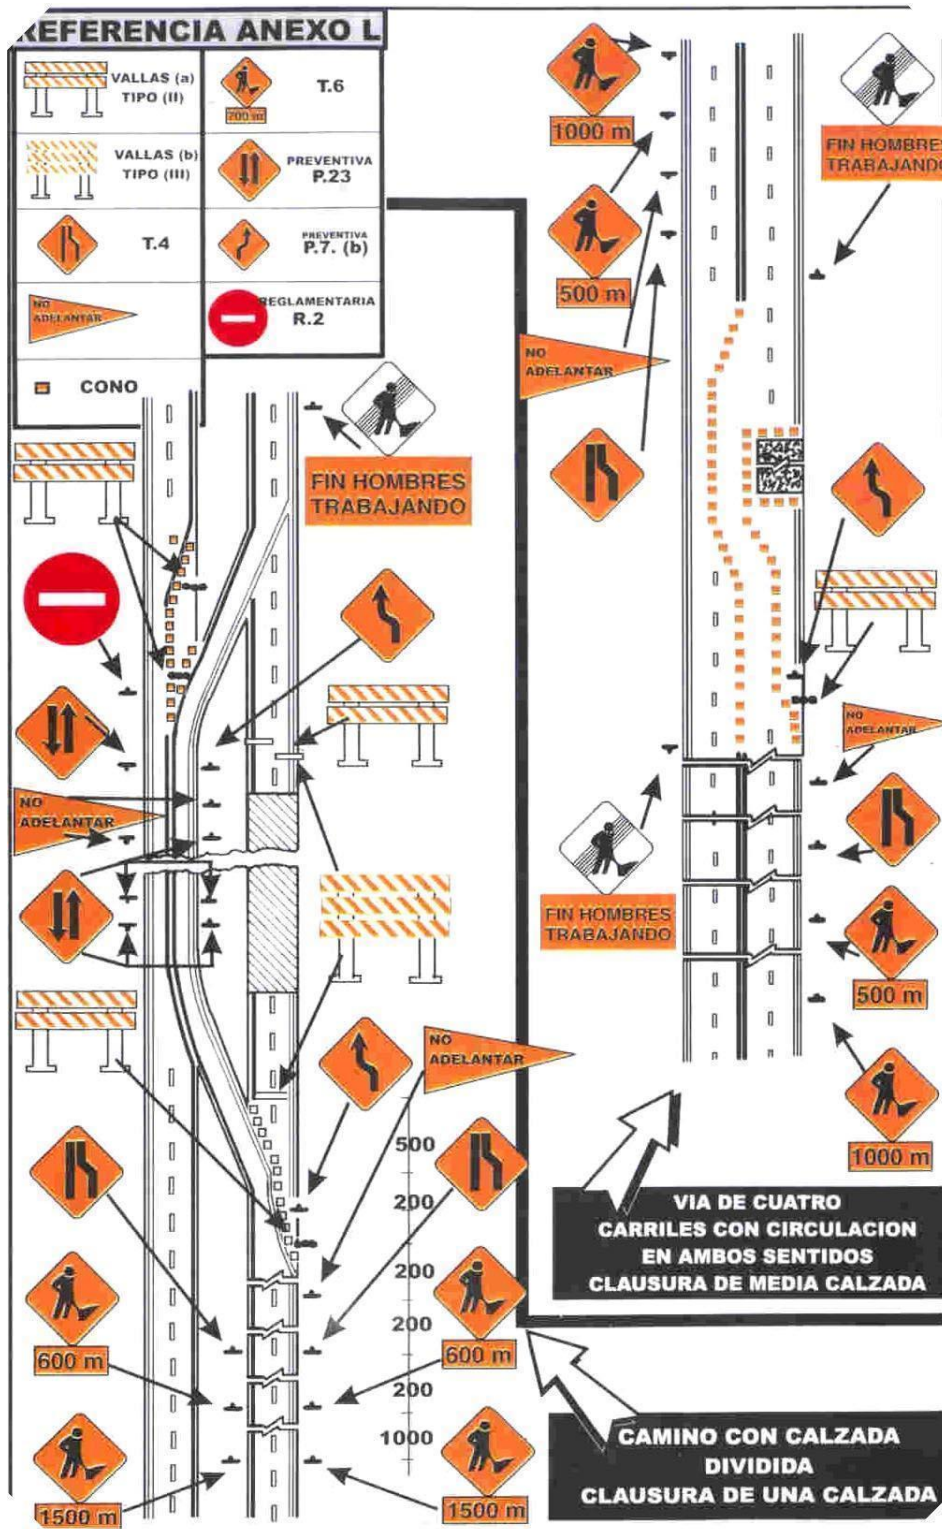 REFERENCIA ANEXO L
VALLAS (a)
TIPO (II)
200 m
T.6
VALLAS (b)
TIPO (III)
PREVENTIVA
P.23
T.4
PREVENTIVA
P.7. (b)
NO
ADELANTAR
REGLAMENTARIA
R.2
CONO
FIN HOMBRES
TRABAJANDO
NO
ADELANTAR
NO
ADELANTAR
500
200
200
200
200
1000
600 m
600 m
1500 m
1500 m
1000 m
500 m
FIN HOMBRES
TRABAJANDO
NO
ADELANTAR
NO
ADELANTAR
FIN HOMBRES
TRABAJANDO
500 m
1000 m
VIA DE CUATRO
CARRILES CON CIRCULACION
EN AMBOS SENTIDOS
CLAUSURA DE MEDIA CALZADA
CAMINO CON CALZADA
DIVIDIDA
CLAUSURA DE UNA CALZADA